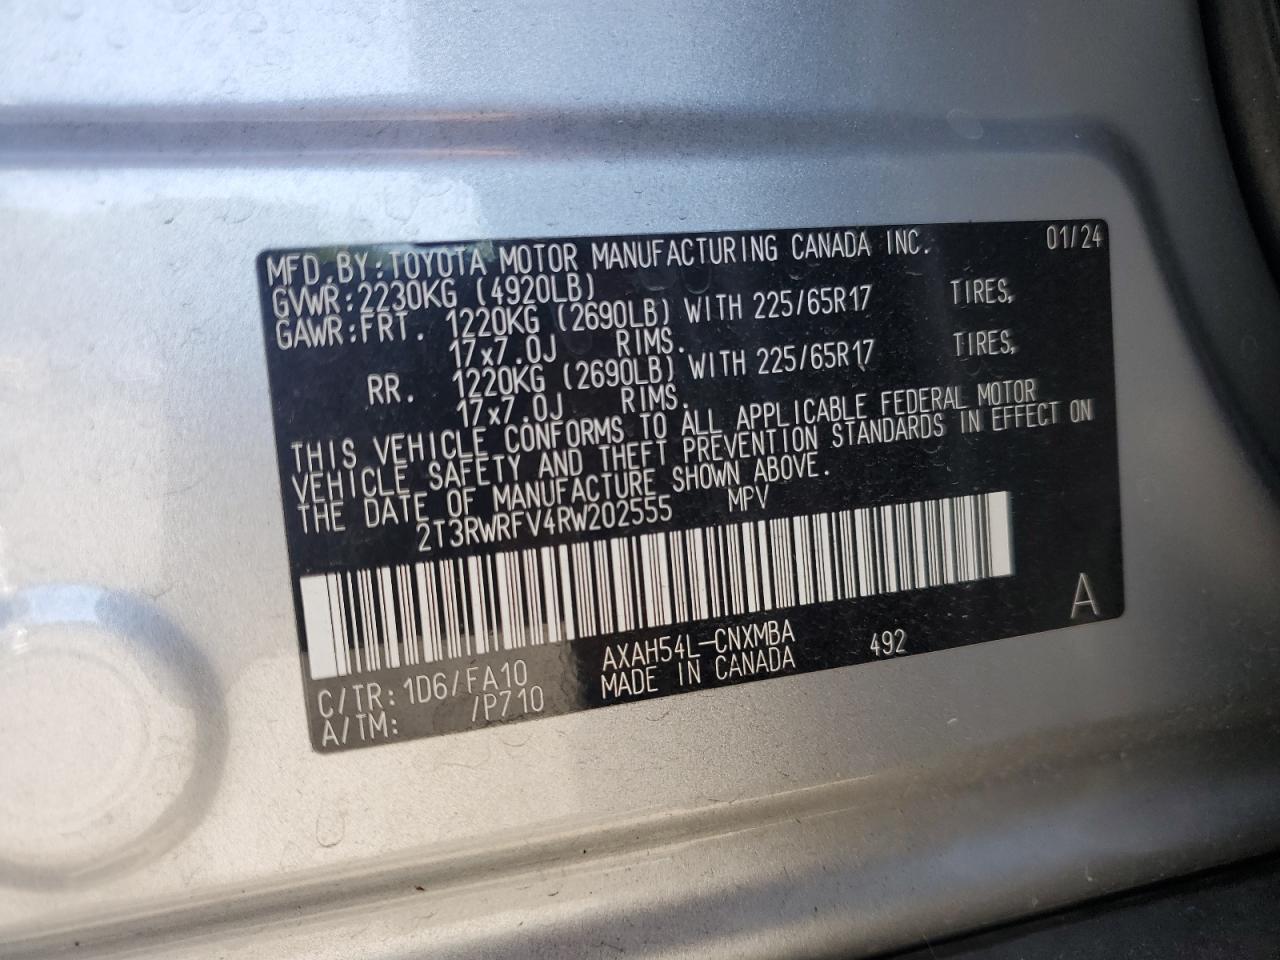 MFD.BY:TOYOTA MOTOR MANUFACTURING CANADA INC. 01/24
GVWR:2230KG (4920LB)
GAWR:FRT. 1220KG (2690LB) WITH 225/65R17 TIRES,
17x7.0J RIMS.
RR. 1220KG (2690LB) WITH 225/65R17 TIRES,
17x7.0J RIMS.
THIS VEHICLE CONFORMS TO ALL APPLICABLE FEDERAL MOTOR
VEHICLE SAFETY AND THEFT PREVENTION STANDARDS IN EFFECT ON
THE DATE OF MANUFACTURE SHOWN ABOVE.
2T3RWRFV4RW202555 MPV
C/TR:1D6/FA10 AXAH54L-CNXMBA 492 A
A/TM: /P710 MADE IN CANADA